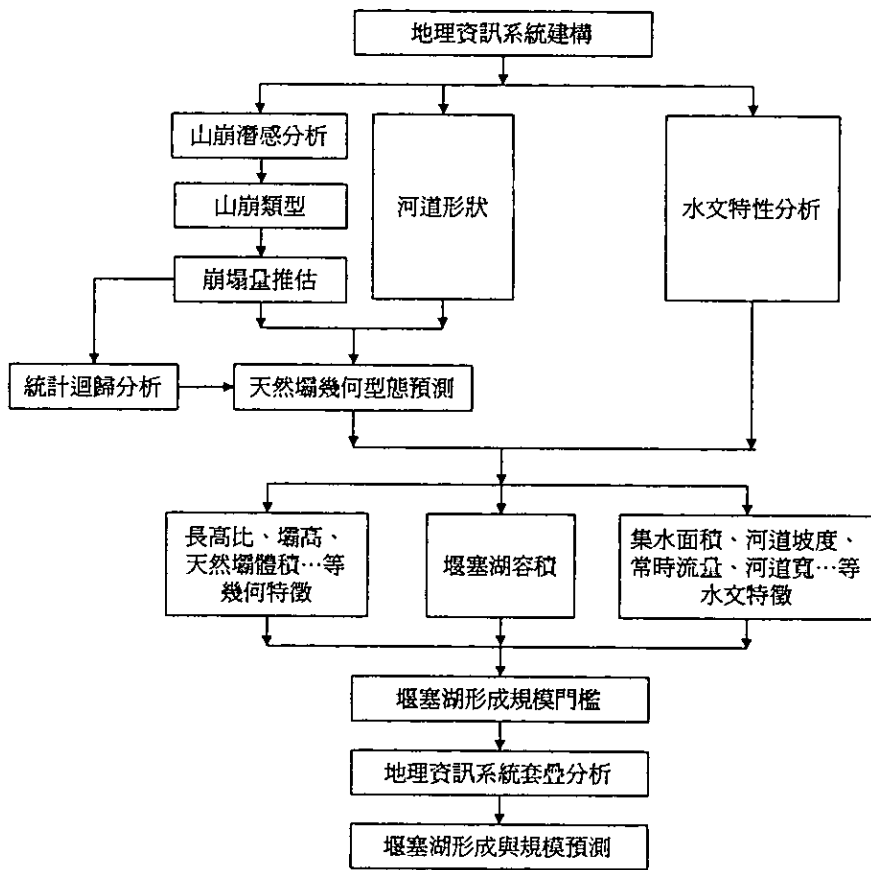 地理資訊系統建構
山崩潛感分析
山崩類型
崩塌量推估
河道形狀
水文特性分析
統計迴歸分析
天然壩幾何型態預測
長高比、壩高、
天然壩體積…等
幾何特徵
堰塞湖容積
集水面積、河道坡度、
常時流量、河道寬…等
水文特徵
堰塞湖形成規模門檻
地理資訊系統套疊分析
堰塞湖形成與規模預測